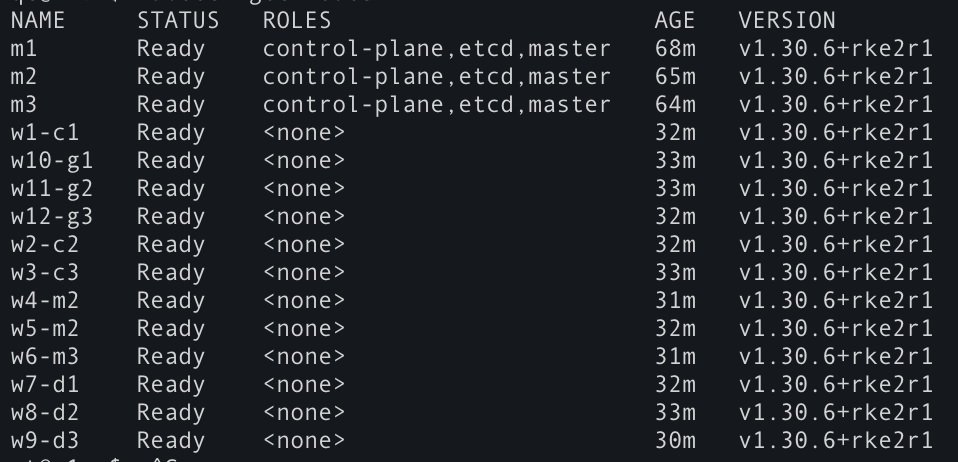 NAME STATUS ROLES AGE VERSION
m1 Ready control-plane,etcd,master 68m v1.30.6+rke2r1
m2 Ready control-plane,etcd,master 65m v1.30.6+rke2r1
m3 Ready control-plane,etcd,master 64m v1.30.6+rke2r1
w1-c1 Ready <none> 32m v1.30.6+rke2r1
w10-g1 Ready <none> 33m v1.30.6+rke2r1
w11-g2 Ready <none> 33m v1.30.6+rke2r1
w12-g3 Ready <none> 32m v1.30.6+rke2r1
w2-c2 Ready <none> 32m v1.30.6+rke2r1
w3-c3 Ready <none> 33m v1.30.6+rke2r1
w4-m2 Ready <none> 31m v1.30.6+rke2r1
w5-m2 Ready <none> 32m v1.30.6+rke2r1
w6-m3 Ready <none> 31m v1.30.6+rke2r1
w7-d1 Ready <none> 32m v1.30.6+rke2r1
w8-d2 Ready <none> 33m v1.30.6+rke2r1
w9-d3 Ready <none> 30m v1.30.6+rke2r1